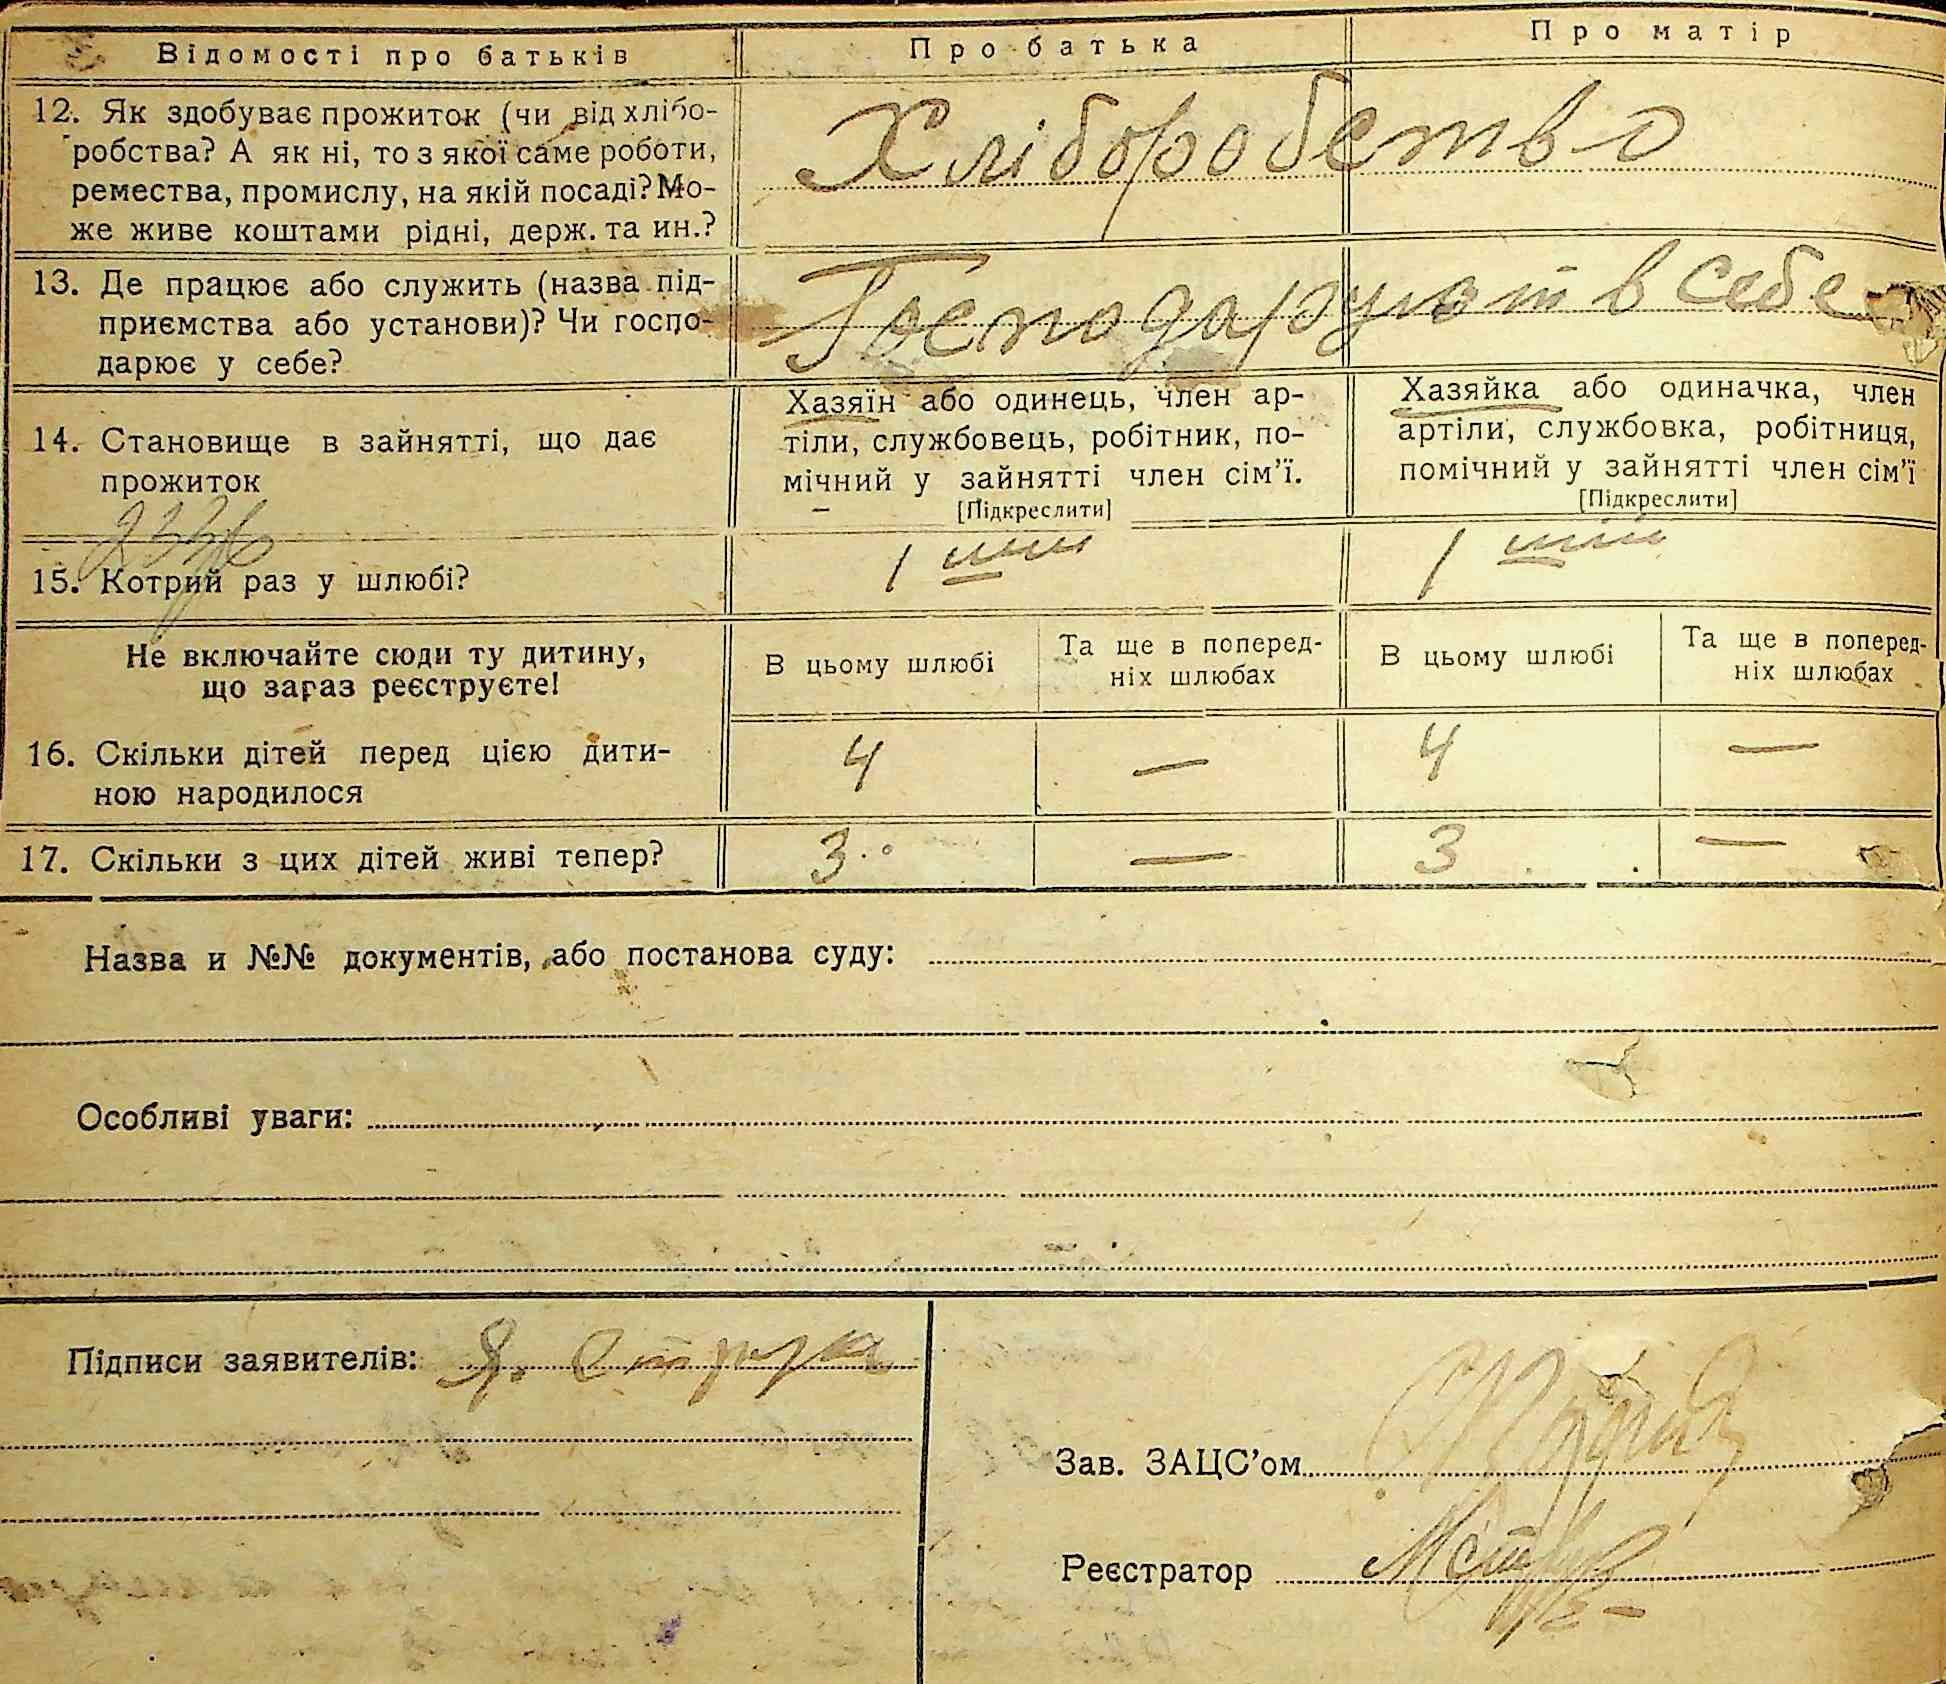 Відомості про батьків Про батька Про матір
12. Як здобуває прожиток (чи від хлібо-
робства? А як ні, то з якої саме роботи,
ремества, промислу, на якій посаді? Мо-
же живе коштами рідні, держ. та ин.?
Хліборобство
13. Де працює або служить (назва під-
приємства або установи)? Чи госпо-
дарює у себе?
Господарують в себе
14. Становище в зайнятті, що дає
прожиток
Хазяїн або одинець, член ар-
тіли, службовець, робітник, по-
мічний у зайнятті член сім'ї.
[Підкреслити]
Хазяйка або одиначка, член
артіли, службовка, робітниця,
помічний у зайнятті член сім'ї
[Підкреслити]
15. Котрий раз у шлюбі? 1 1
Не включайте сюди ту дитину,
що зараз реєструєте!
В цьому шлюбі
Та ще в поперед-
ніх шлюбах
В цьому шлюбі
Та ще в поперед-
ніх шлюбах
16. Скільки дітей перед цією дити-
ною народилося
4 — 4 —
17. Скільки з цих дітей живі тепер? 3 — 3 —
Назва и №№ документів, або постанова суду:
Особливі уваги:
Підписи заявителів:
Зав. ЗАЦС'ом
Реєстратор